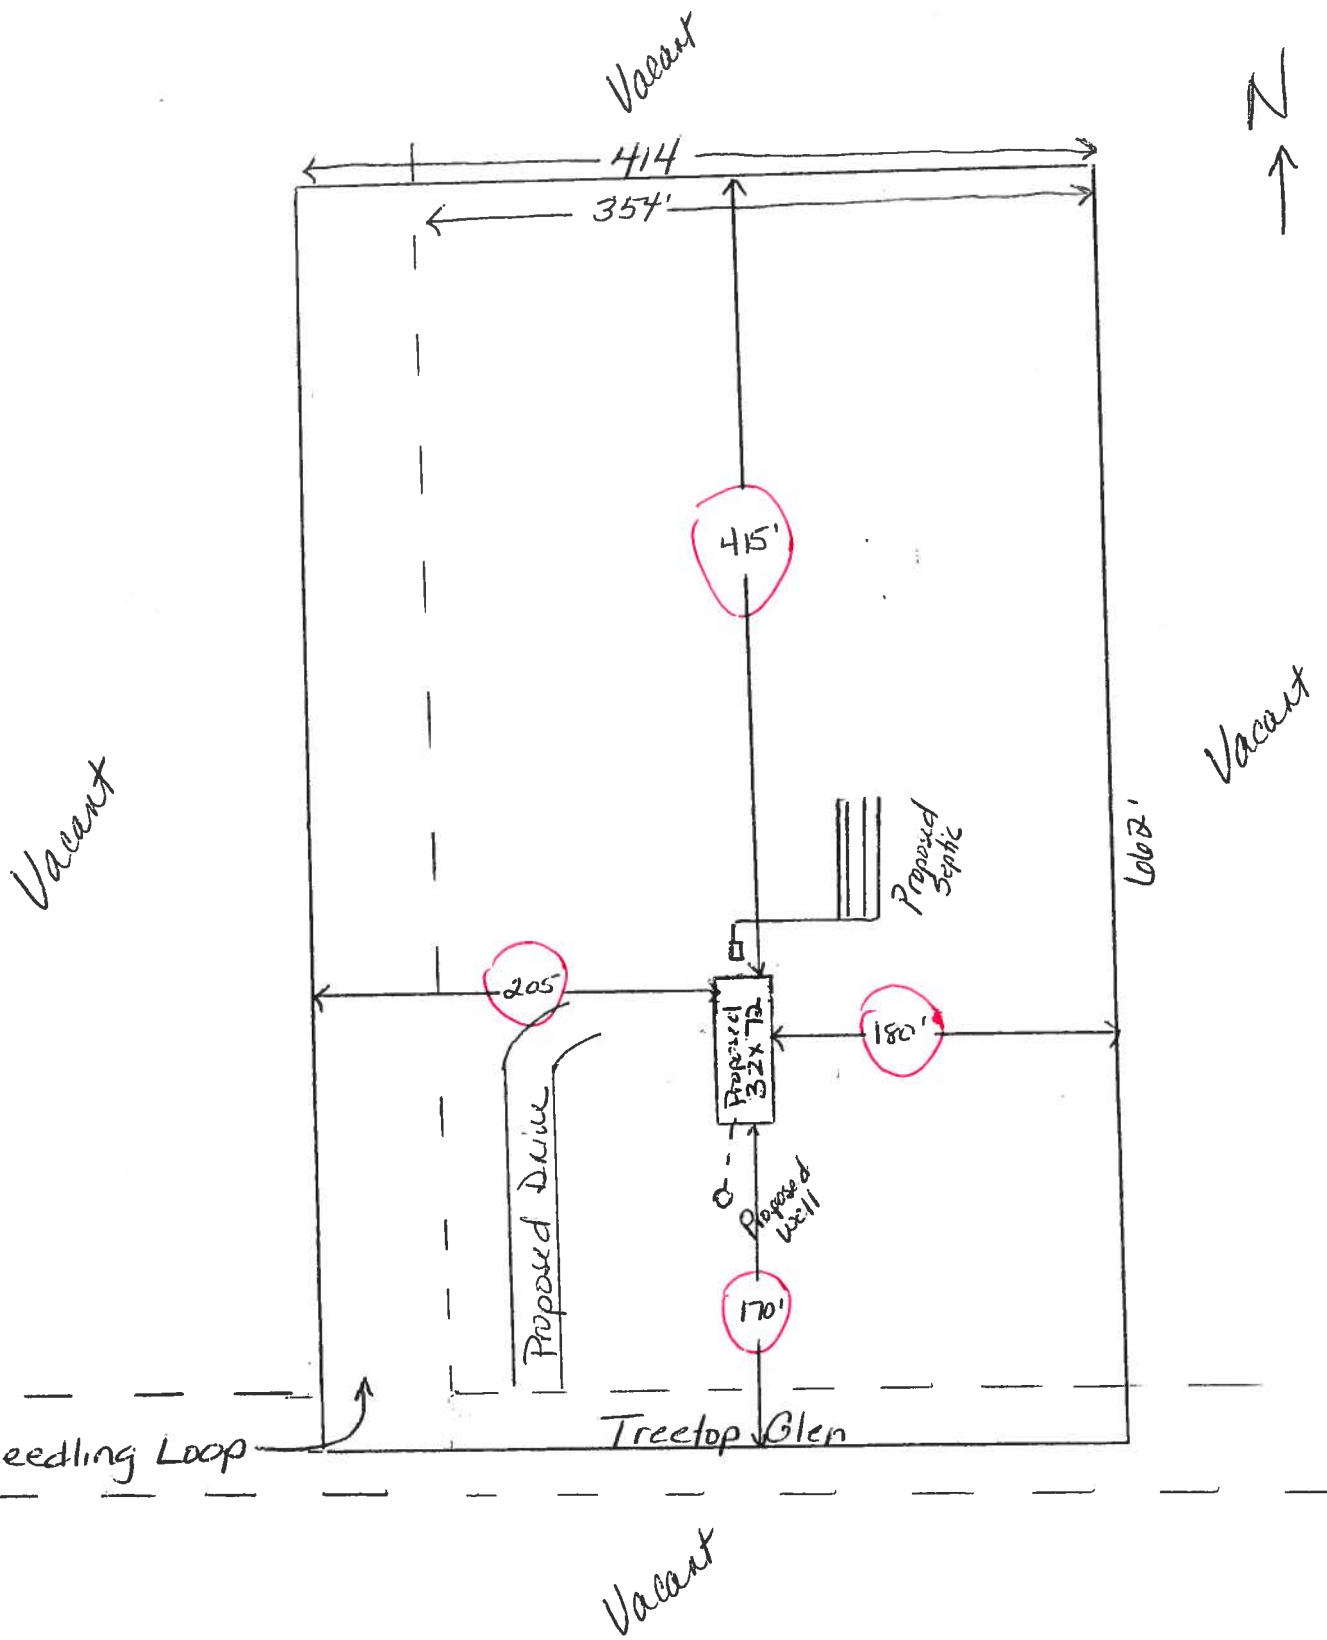 Vacant
N
414
354'
415'
Vacant
Vacant
662'
Proposed
Septic
205
Proposed
32x72
180'
Proposed Drive
Proposed
well
170'
Treetop Glen
eedling Loop
Vacant